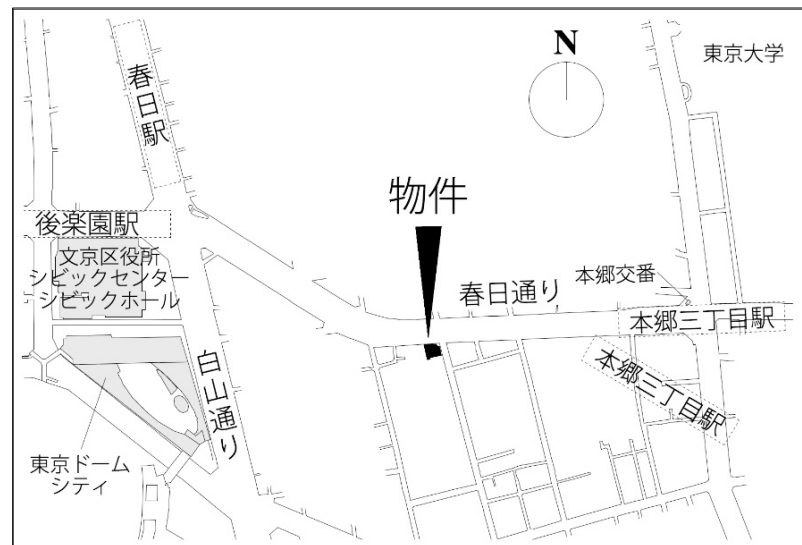 N
東京大学
春日駅
物件
後楽園駅
文京区役所
シビックセンター
シビックホール
本郷交番
春日通り
本郷三丁目駅
本郷三丁目駅
白山通り
東京ドーム
シティ